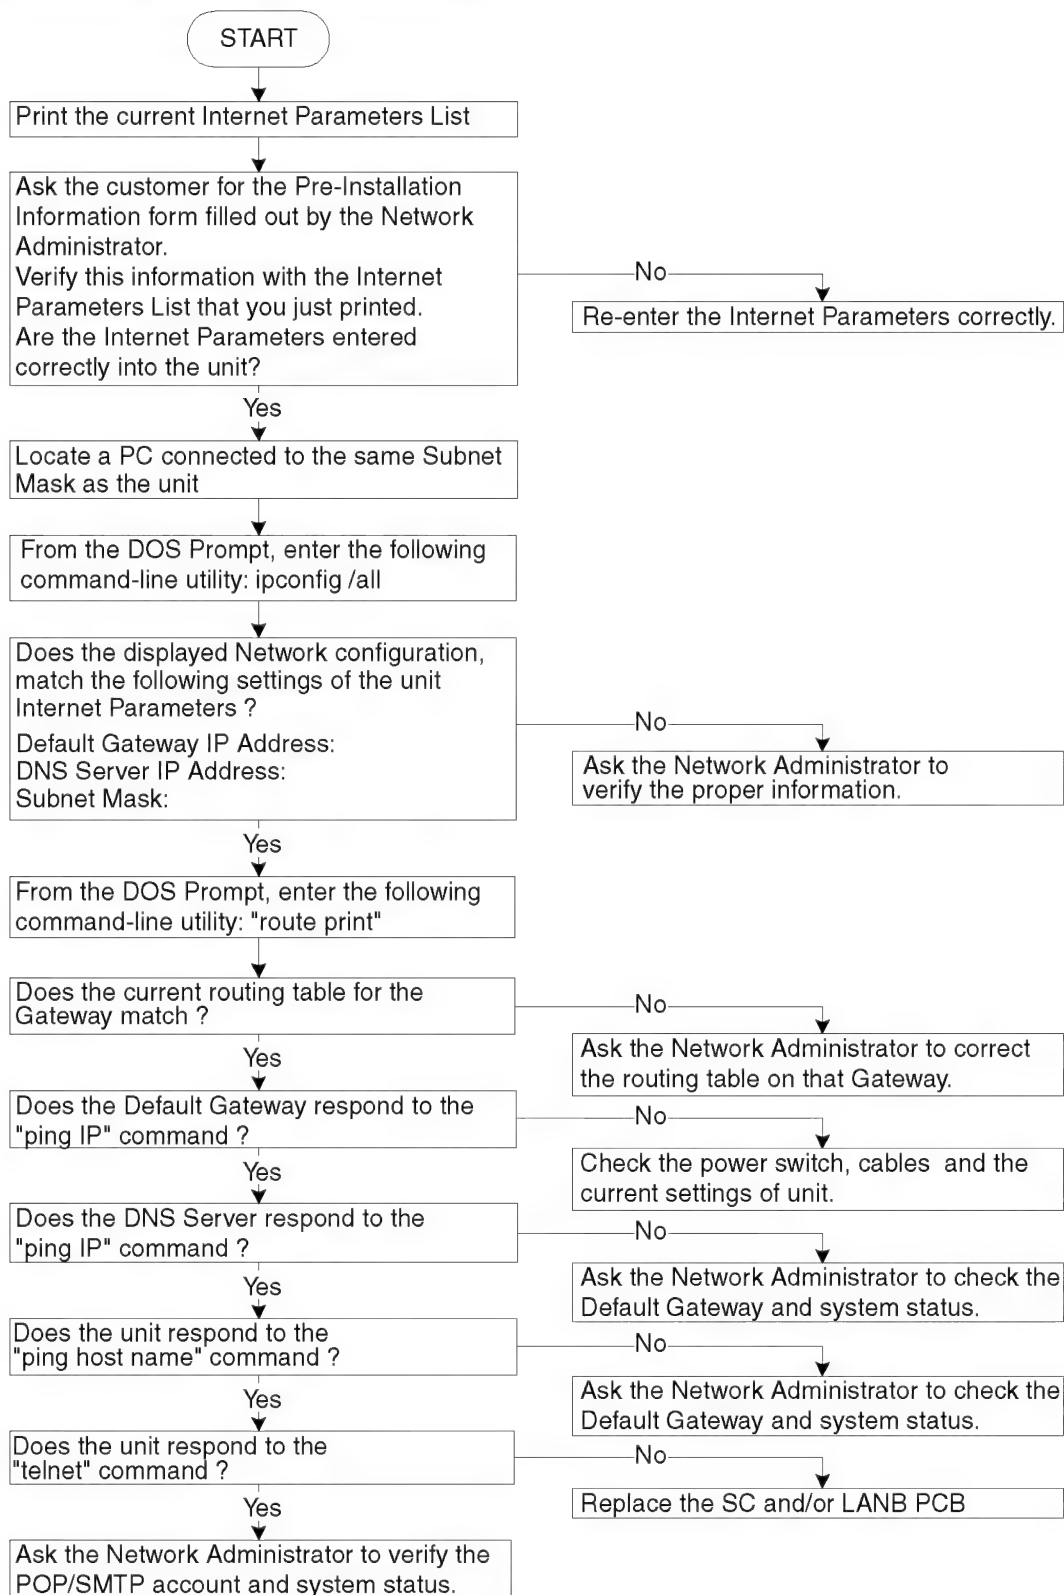 START
Print the current Internet Parameters List
Ask the customer for the Pre-Installation
Information form filled out by the Network
Administrator.
Verify this information with the Internet
Parameters List that you just printed.
Are the Internet Parameters entered
correctly into the unit?
No
Re-enter the Internet Parameters correctly.
Yes
Locate a PC connected to the same Subnet
Mask as the unit
From the DOS Prompt, enter the following
command-line utility: ipconfig /all
Does the displayed Network configuration,
match the following settings of the unit
Internet Parameters ?
Default Gateway IP Address:
DNS Server IP Address:
Subnet Mask:
No
Ask the Network Administrator to
verify the proper information.
Yes
From the DOS Prompt, enter the following
command-line utility: "route print"
Does the current routing table for the
Gateway match ?
No
Ask the Network Administrator to correct
the routing table on that Gateway.
Yes
Does the Default Gateway respond to the
"ping IP" command ?
No
Check the power switch, cables and the
current settings of unit.
Yes
Does the DNS Server respond to the
"ping IP" command ?
No
Ask the Network Administrator to check the
Default Gateway and system status.
Yes
Does the unit respond to the
"ping host name" command ?
No
Ask the Network Administrator to check the
Default Gateway and system status.
Yes
Does the unit respond to the
"telnet" command ?
No
Replace the SC and/or LANB PCB
Yes
Ask the Network Administrator to verify the
POP/SMTP account and system status.